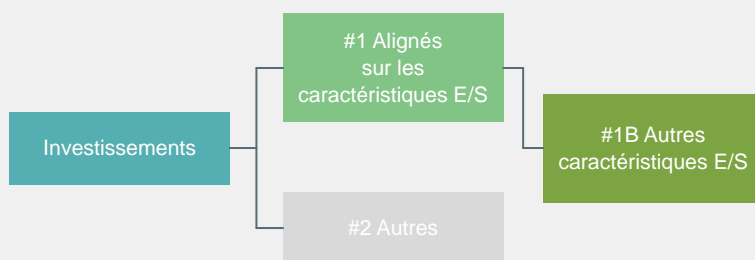 Investissements
#1 Alignés
sur les
caractéristiques E/S
#2 Autres
#1B Autres
caractéristiques E/S